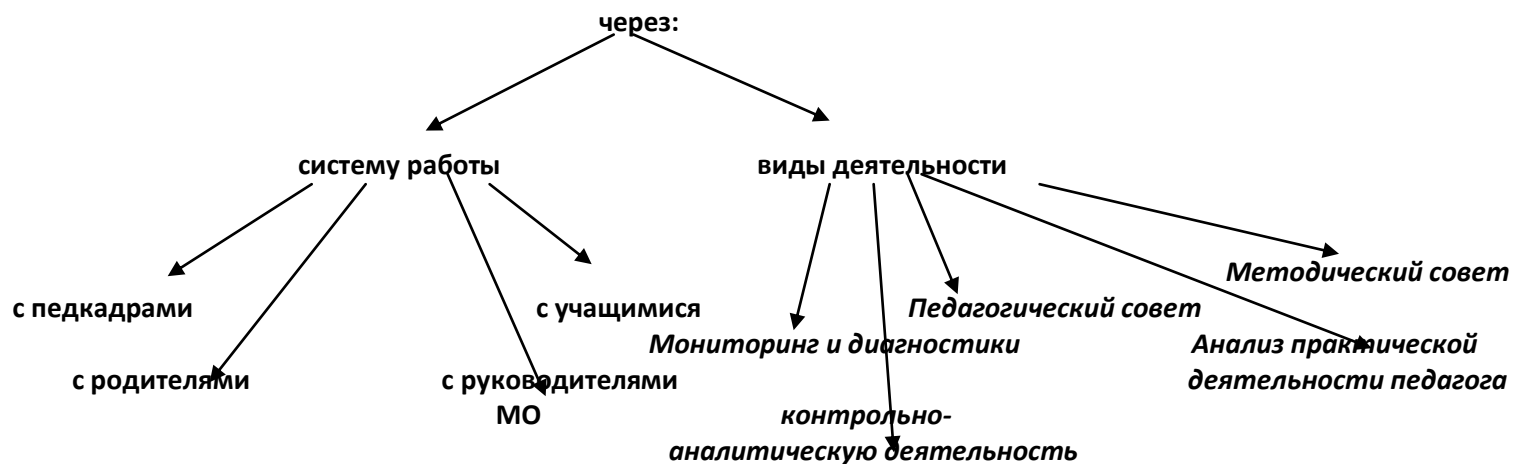 через:
систему работы
виды деятельности
Методический совет
с педкадрами
с учащимися
Педагогический совет
Мониторинг и диагностики
Анализ практической
деятельности педагога
с родителями
с руководителями
МО
контрольно-
аналитическую деятельность